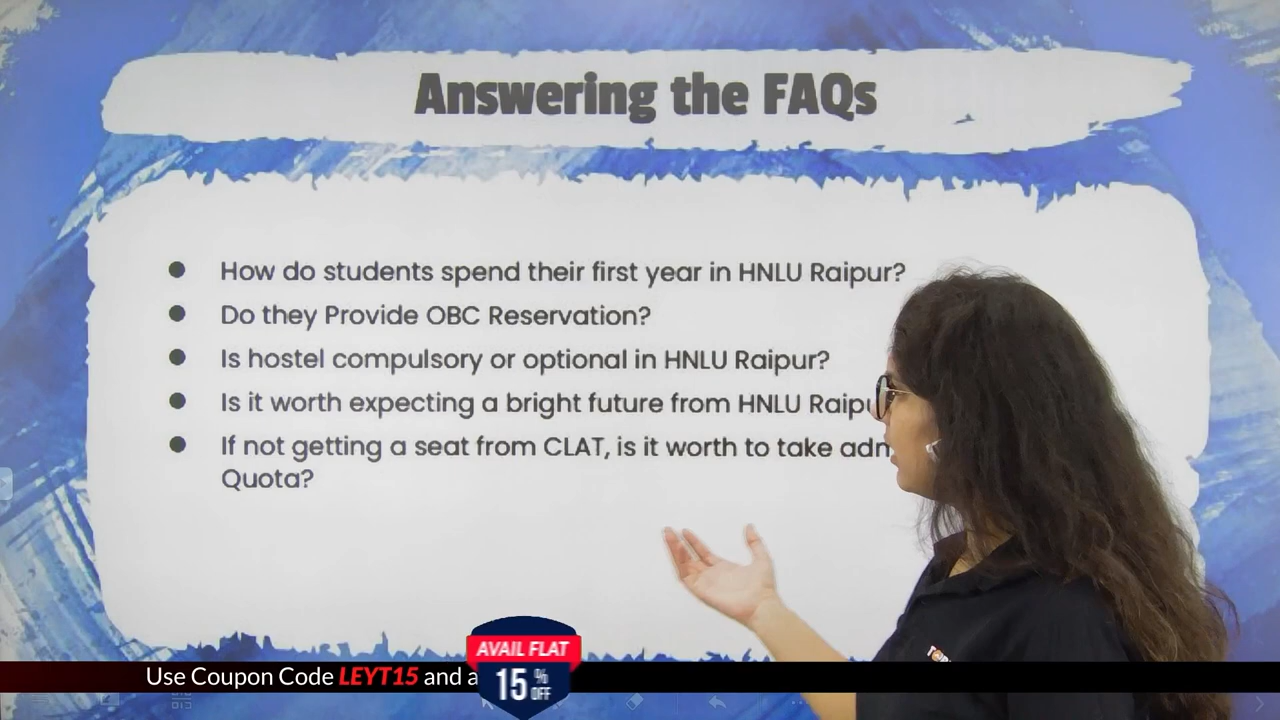 Answering the FAQs
How do students spend their first year in HNLU Raipur?
Do they Provide OBC Reservation?
Is hostel compulsory or optional in HNLU Raipur?
Is it worth expecting a bright future from HNLU
If not getting a seat from CLAT, is it worth to take
Quota?
AVAIL FLAT
Use Coupon Code LEYT15 and
15 % OFF